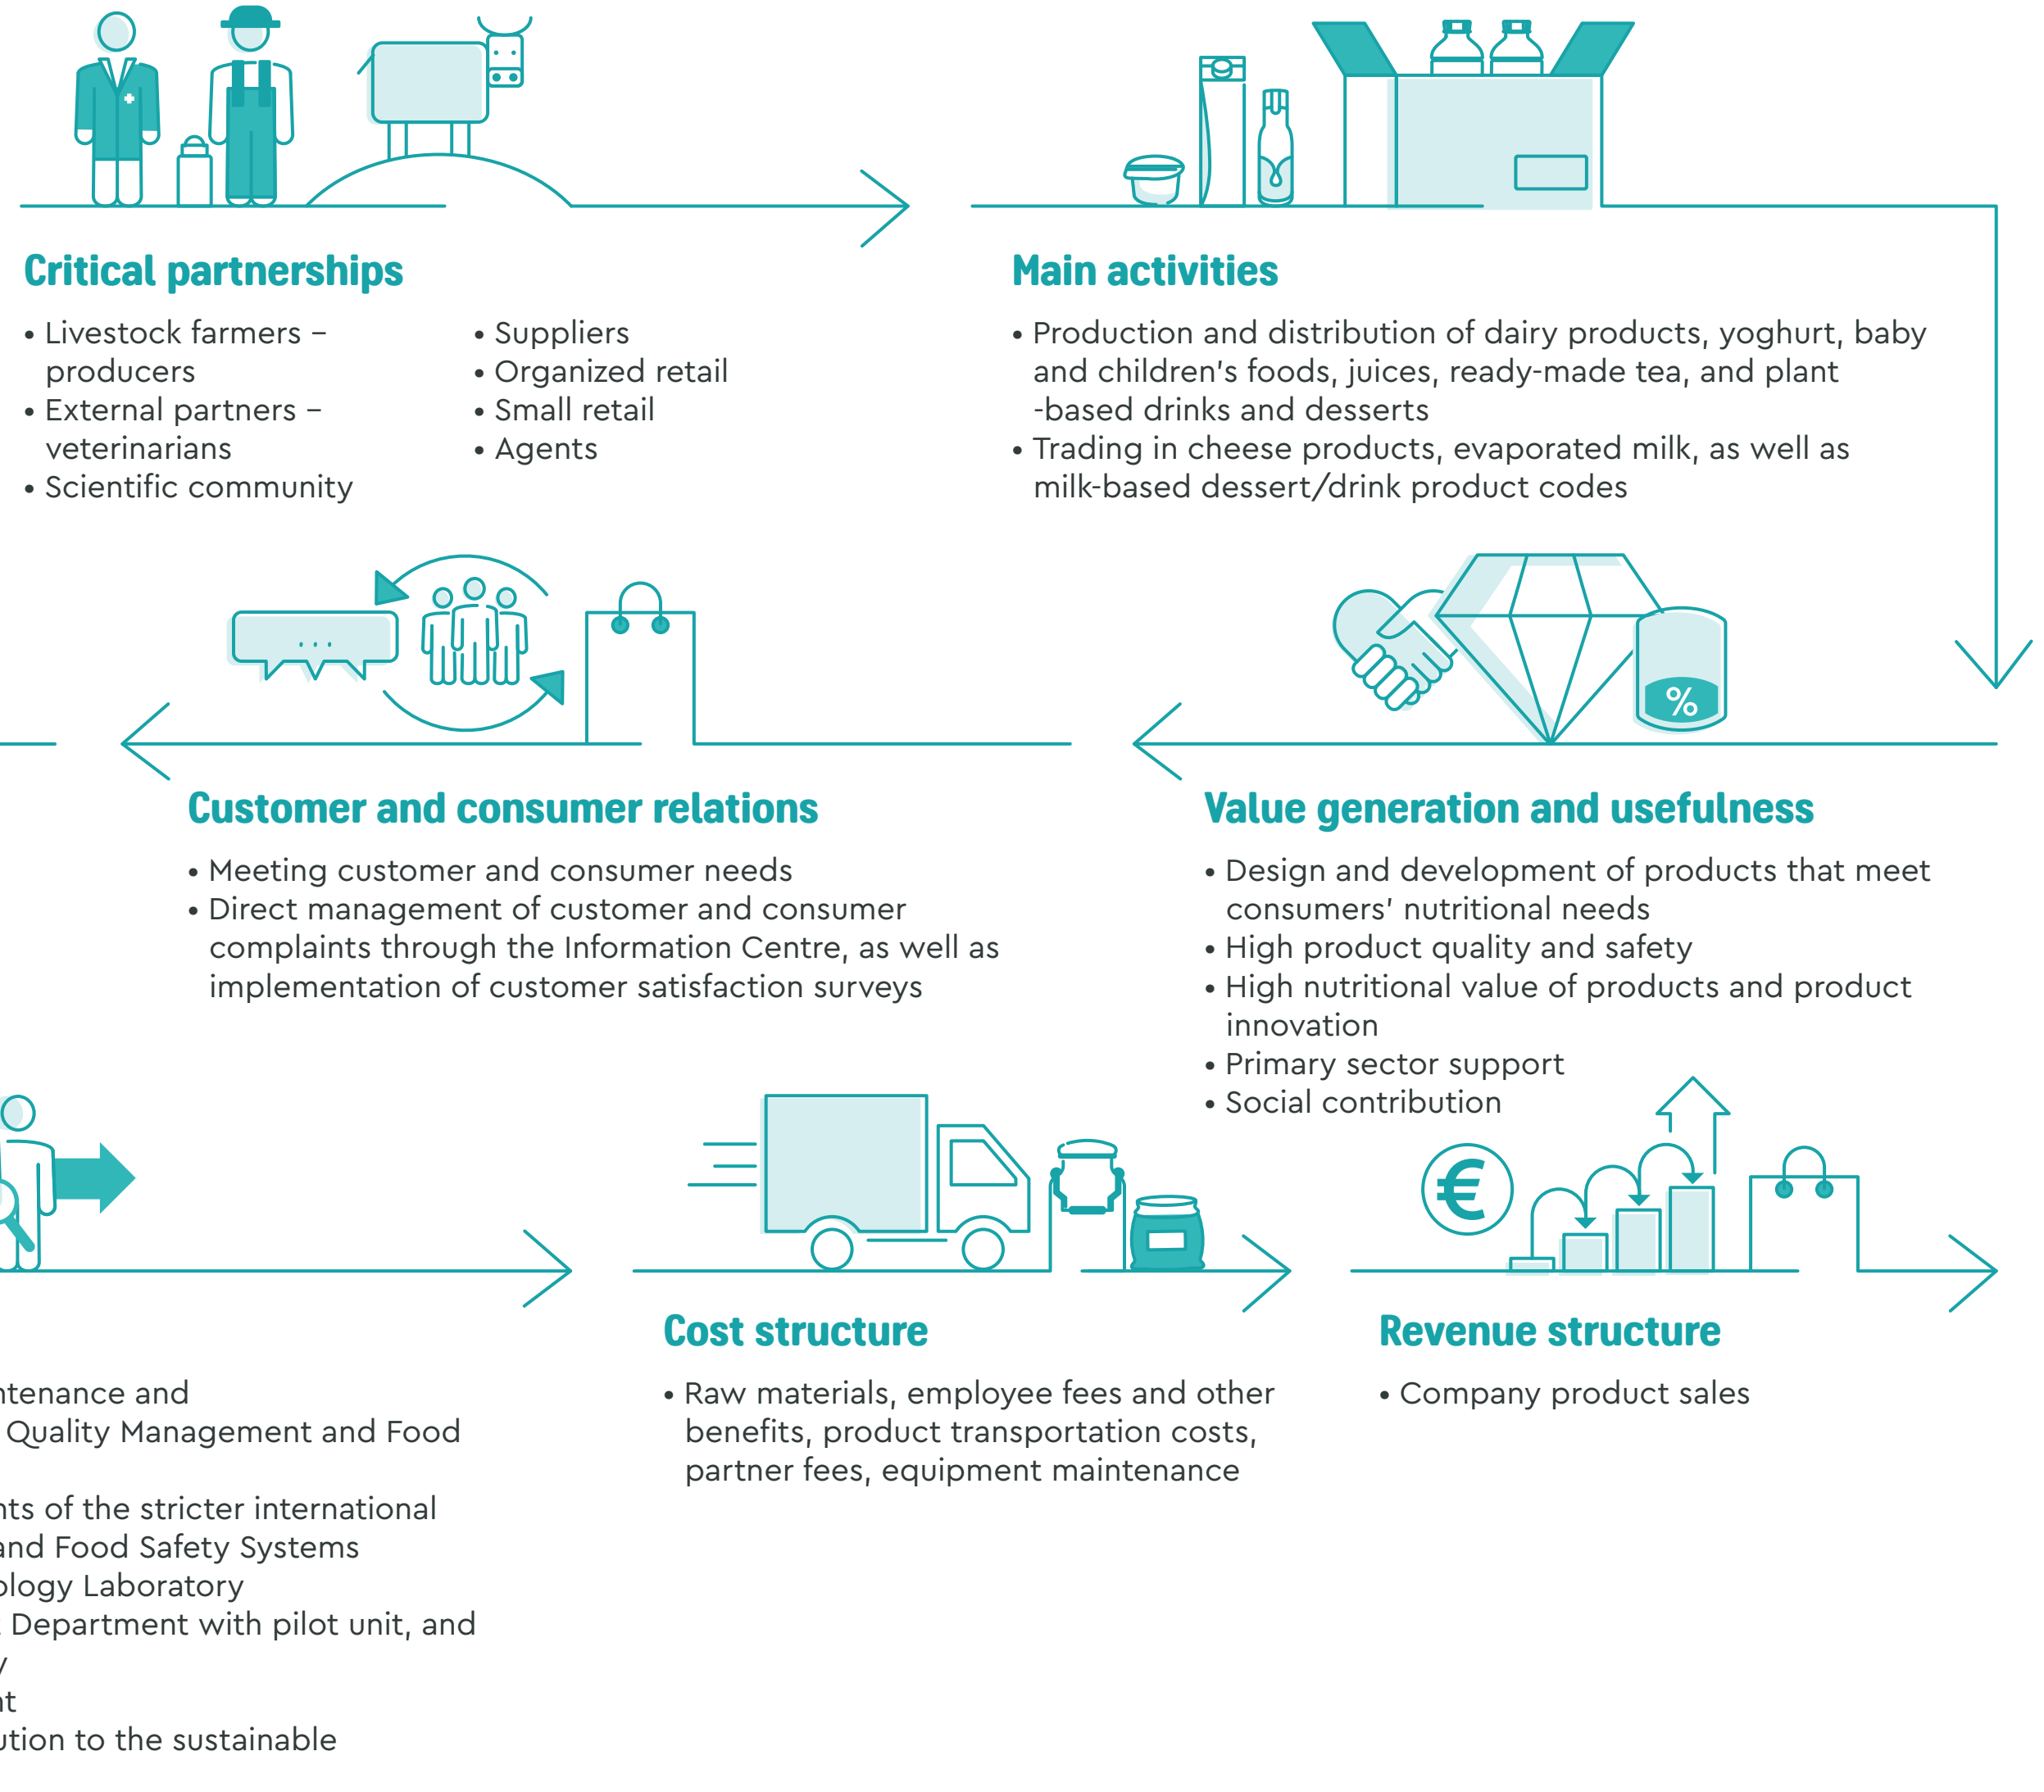 Critical partnerships
• Livestock farmers –
producers
• External partners –
veterinarians
• Scientific community
• Suppliers
• Organized retail
• Small retail
• Agents
Main activities
• Production and distribution of dairy products, yoghurt, baby
and children's foods, juices, ready-made tea, and plant
-based drinks and desserts
• Trading in cheese products, evaporated milk, as well as
milk-based dessert/drink product codes
...
%
Customer and consumer relations
• Meeting customer and consumer needs
• Direct management of customer and consumer
complaints through the Information Centre, as well as
implementation of customer satisfaction surveys
Value generation and usefulness
• Design and development of products that meet
consumers' nutritional needs
• High product quality and safety
• High nutritional value of products and product
innovation
• Primary sector support
• Social contribution
€
and
Quality Management and Food
of the stricter international
and Food Safety Systems
Laboratory
Department with pilot unit, and
to the sustainable
Cost structure
• Raw materials, employee fees and other
benefits, product transportation costs,
partner fees, equipment maintenance
Revenue structure
• Company product sales